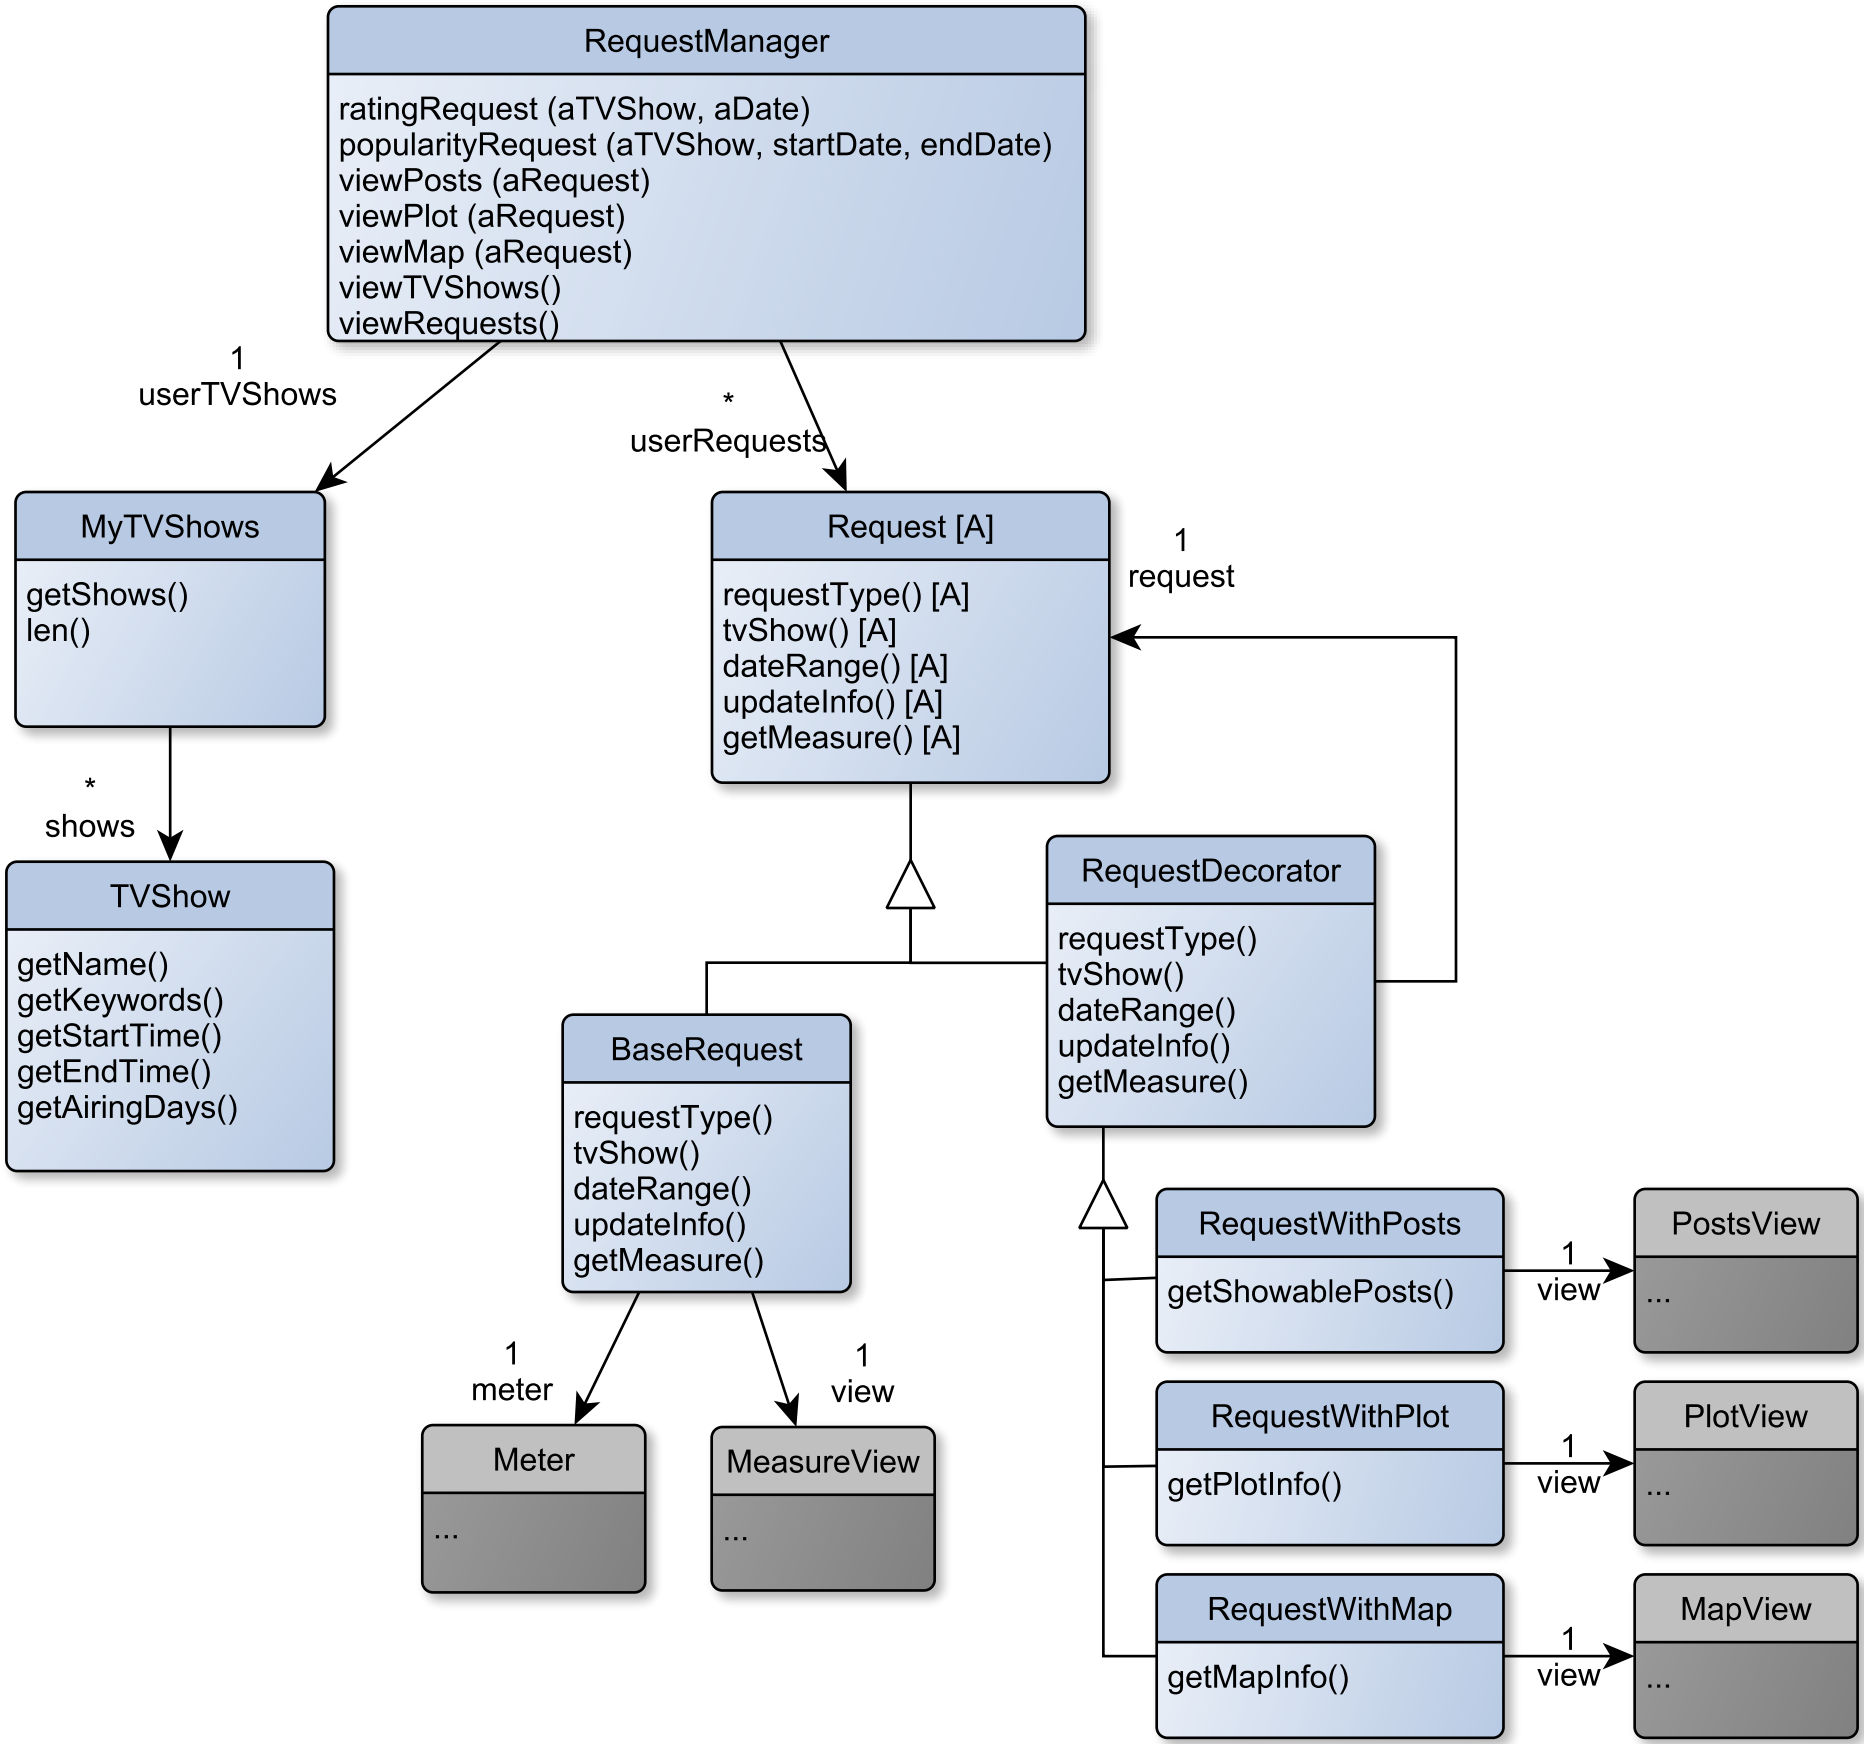 RequestManager
ratingRequest (aTVShow, aDate)
popularityRequest (aTVShow, startDate, endDate)
viewPosts (aRequest)
viewPlot (aRequest)
viewMap (aRequest)
viewTVShows()
viewRequests()
1
userTVShows
*
userRequests
MyTVShows
getShows()
len()
Request [A]
requestType() [A]
tvShow() [A]
dateRange() [A]
updateInfo() [A]
getMeasure() [A]
1
request
*
shows
TVShow
getName()
getKeywords()
getStartTime()
getEndTime()
getAiringDays()
RequestDecorator
requestType()
tvShow()
dateRange()
updateInfo()
getMeasure()
BaseRequest
requestType()
tvShow()
dateRange()
updateInfo()
getMeasure()
1
meter
1
view
Meter
...
MeasureView
...
RequestWithPosts
getShowablePosts()
1
view
PostsView
...
RequestWithPlot
getPlotInfo()
1
view
PlotView
...
RequestWithMap
getMapInfo()
1
view
MapView
...